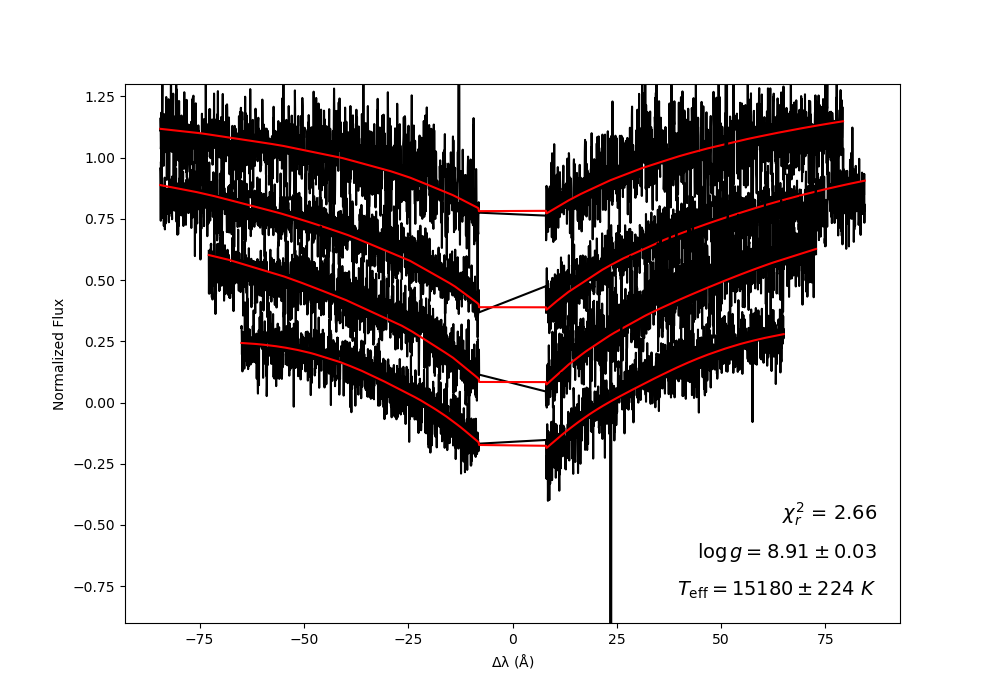 1.25
1.00
0.75
0.50
0.25
0.00
−0.25
−0.50
−0.75
Normalized Flux
χ²ᵣ = 2.66
log g = 8.91 ± 0.03
T_eff = 15180 ± 224 K
−75 −50 −25 0 25 50 75
Δλ (Å)